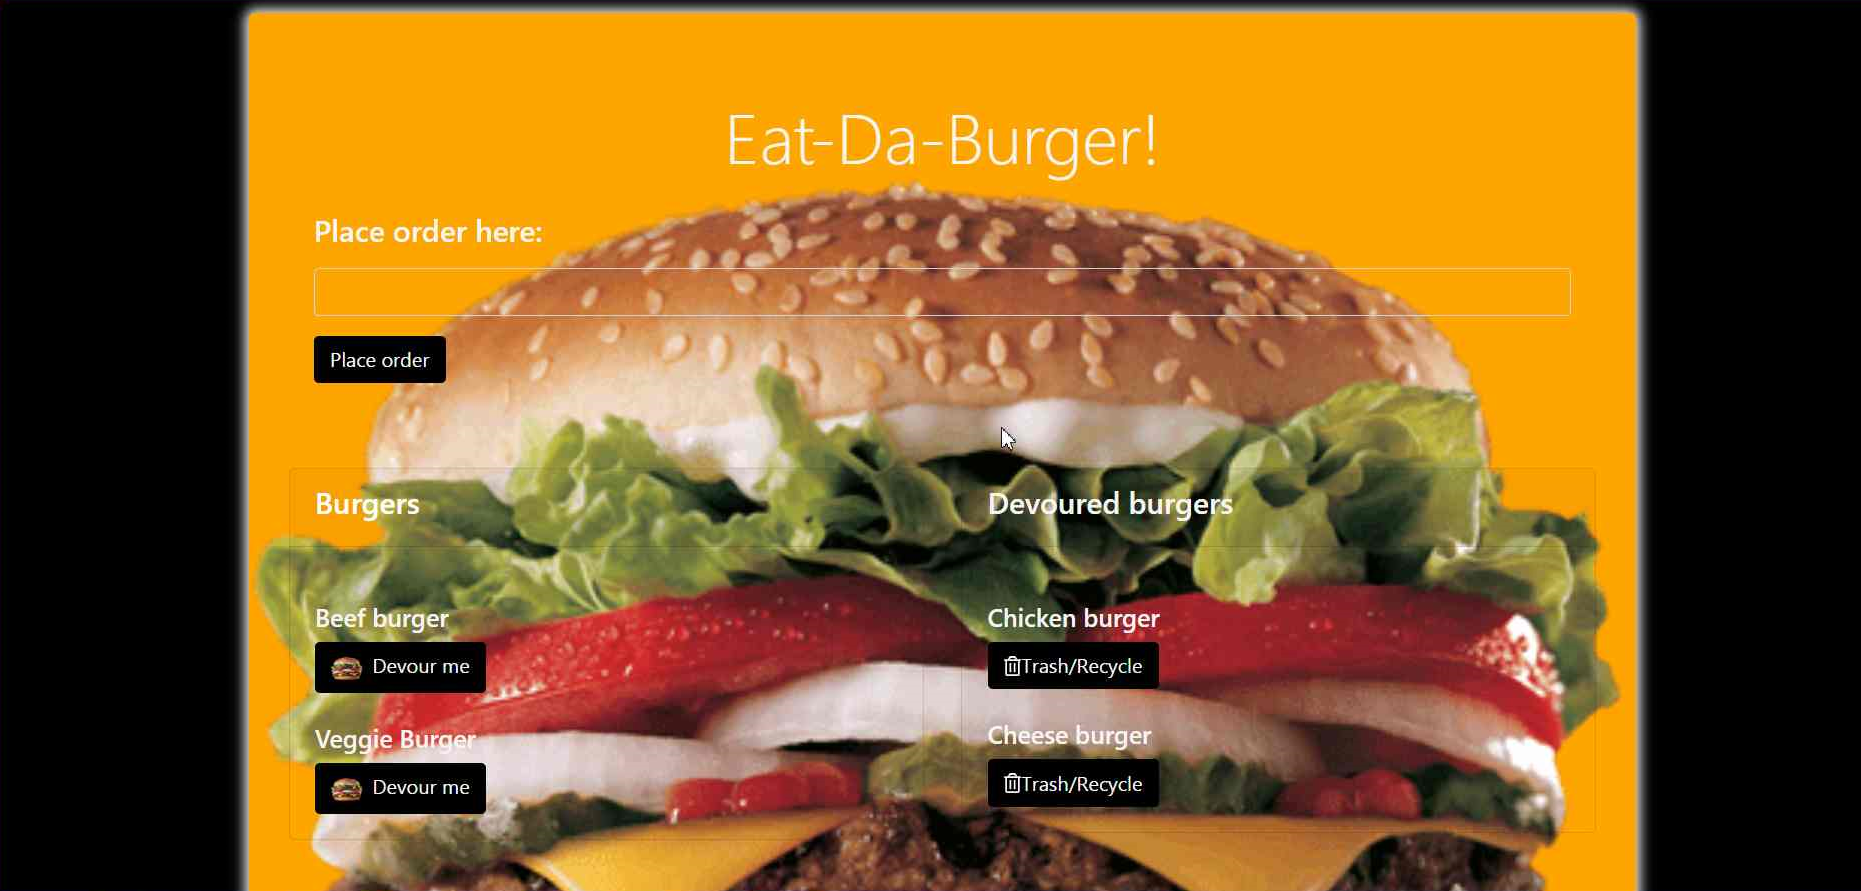 Eat-Da-Burger!
Place order here:
Place order
Burgers
Beef burger
Devour me
Veggie Burger
Devour me
Devoured burgers
Chicken burger
Trash/Recycle
Cheese burger
Trash/Recycle